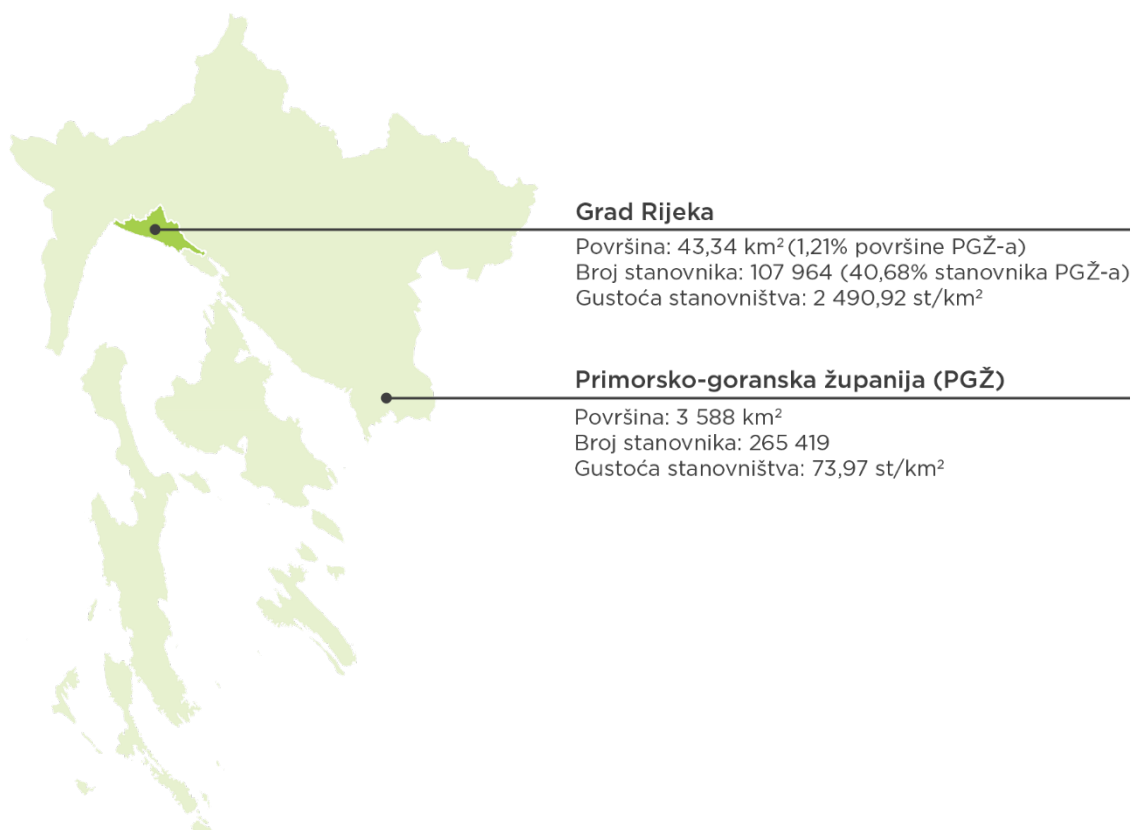 Grad Rijeka
Površina: 43,34 km² (1,21% površine PGŽ-a)
Broj stanovnika: 107 964 (40,68% stanovnika PGŽ-a)
Gustoća stanovništva: 2 490,92 st/km²
Primorsko-goranska županija (PGŽ)
Površina: 3 588 km²
Broj stanovnika: 265 419
Gustoća stanovništva: 73,97 st/km²